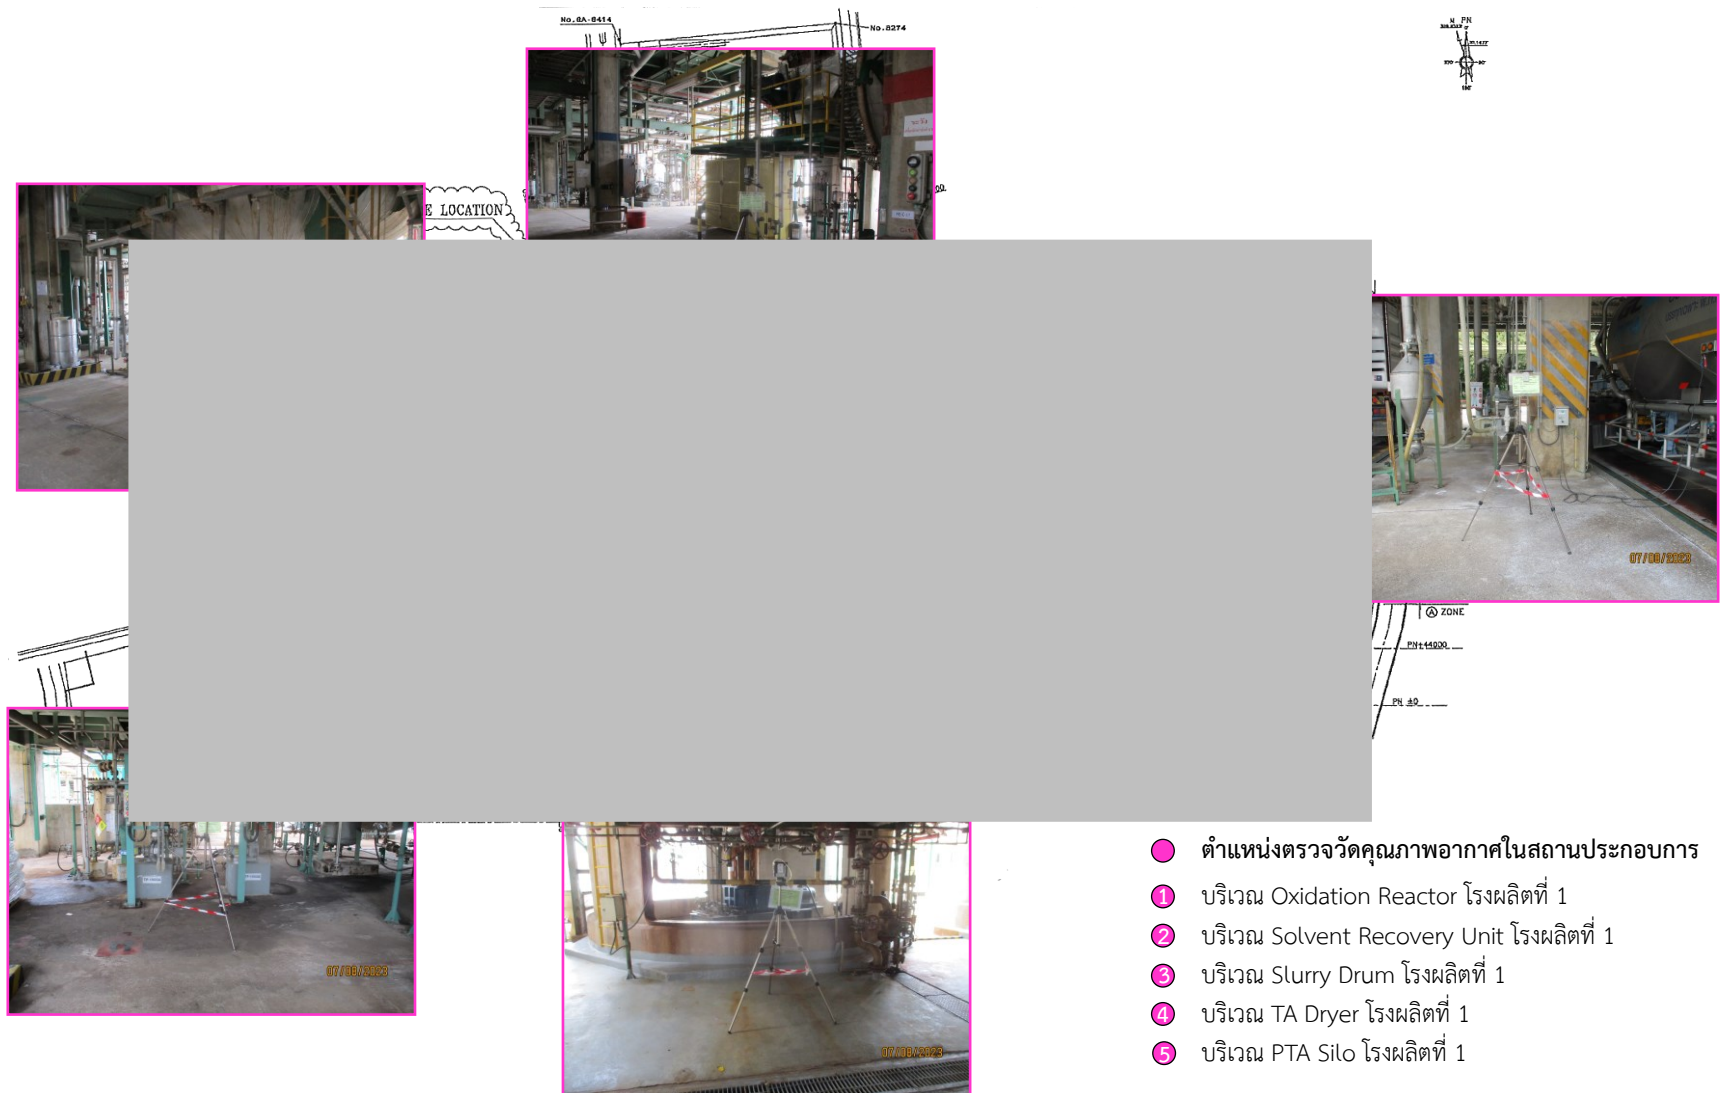 No.8A-8414
No.8274
N PN
E LOCATION
07/08/2023
Ⓐ ZONE
PN+44000
PN ±0
07/08/2023
07/08/2023
ตำแหน่งตรวจวัดคุณภาพอากาศในสถานประกอบการ
1 บริเวณ Oxidation Reactor โรงผลิตที่ 1
2 บริเวณ Solvent Recovery Unit โรงผลิตที่ 1
3 บริเวณ Slurry Drum โรงผลิตที่ 1
4 บริเวณ TA Dryer โรงผลิตที่ 1
5 บริเวณ PTA Silo โรงผลิตที่ 1